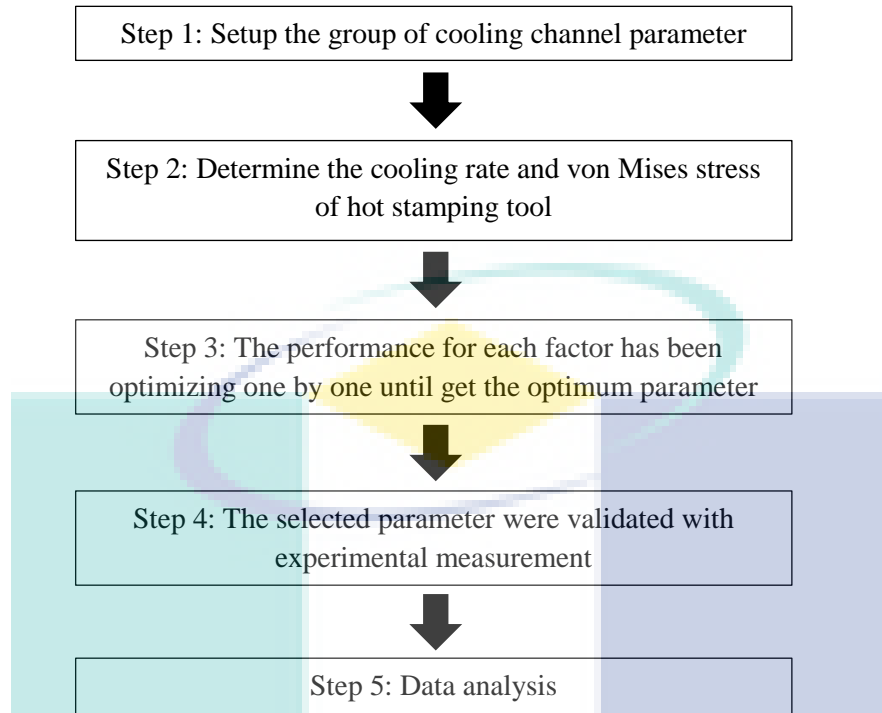 Step 1: Setup the group of cooling channel parameter
Step 2: Determine the cooling rate and von Mises stress
of hot stamping tool
Step 3: The performance for each factor has been
optimizing one by one until get the optimum parameter
Step 4: The selected parameter were validated with
experimental measurement
Step 5: Data analysis